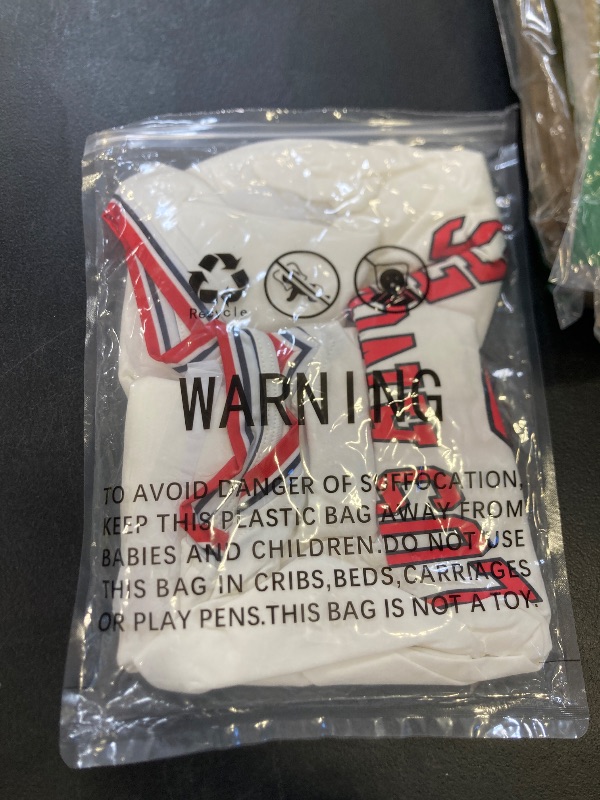 Recycle
WARNING
TO AVOID DANGER OF SUFFOCATION,
KEEP THIS PLASTIC BAG AWAY FROM
BABIES AND CHILDREN.DO NOT USE
THIS BAG IN CRIBS,BEDS,CARRIAGES
OR PLAY PENS.THIS BAG IS NOT A TOY.